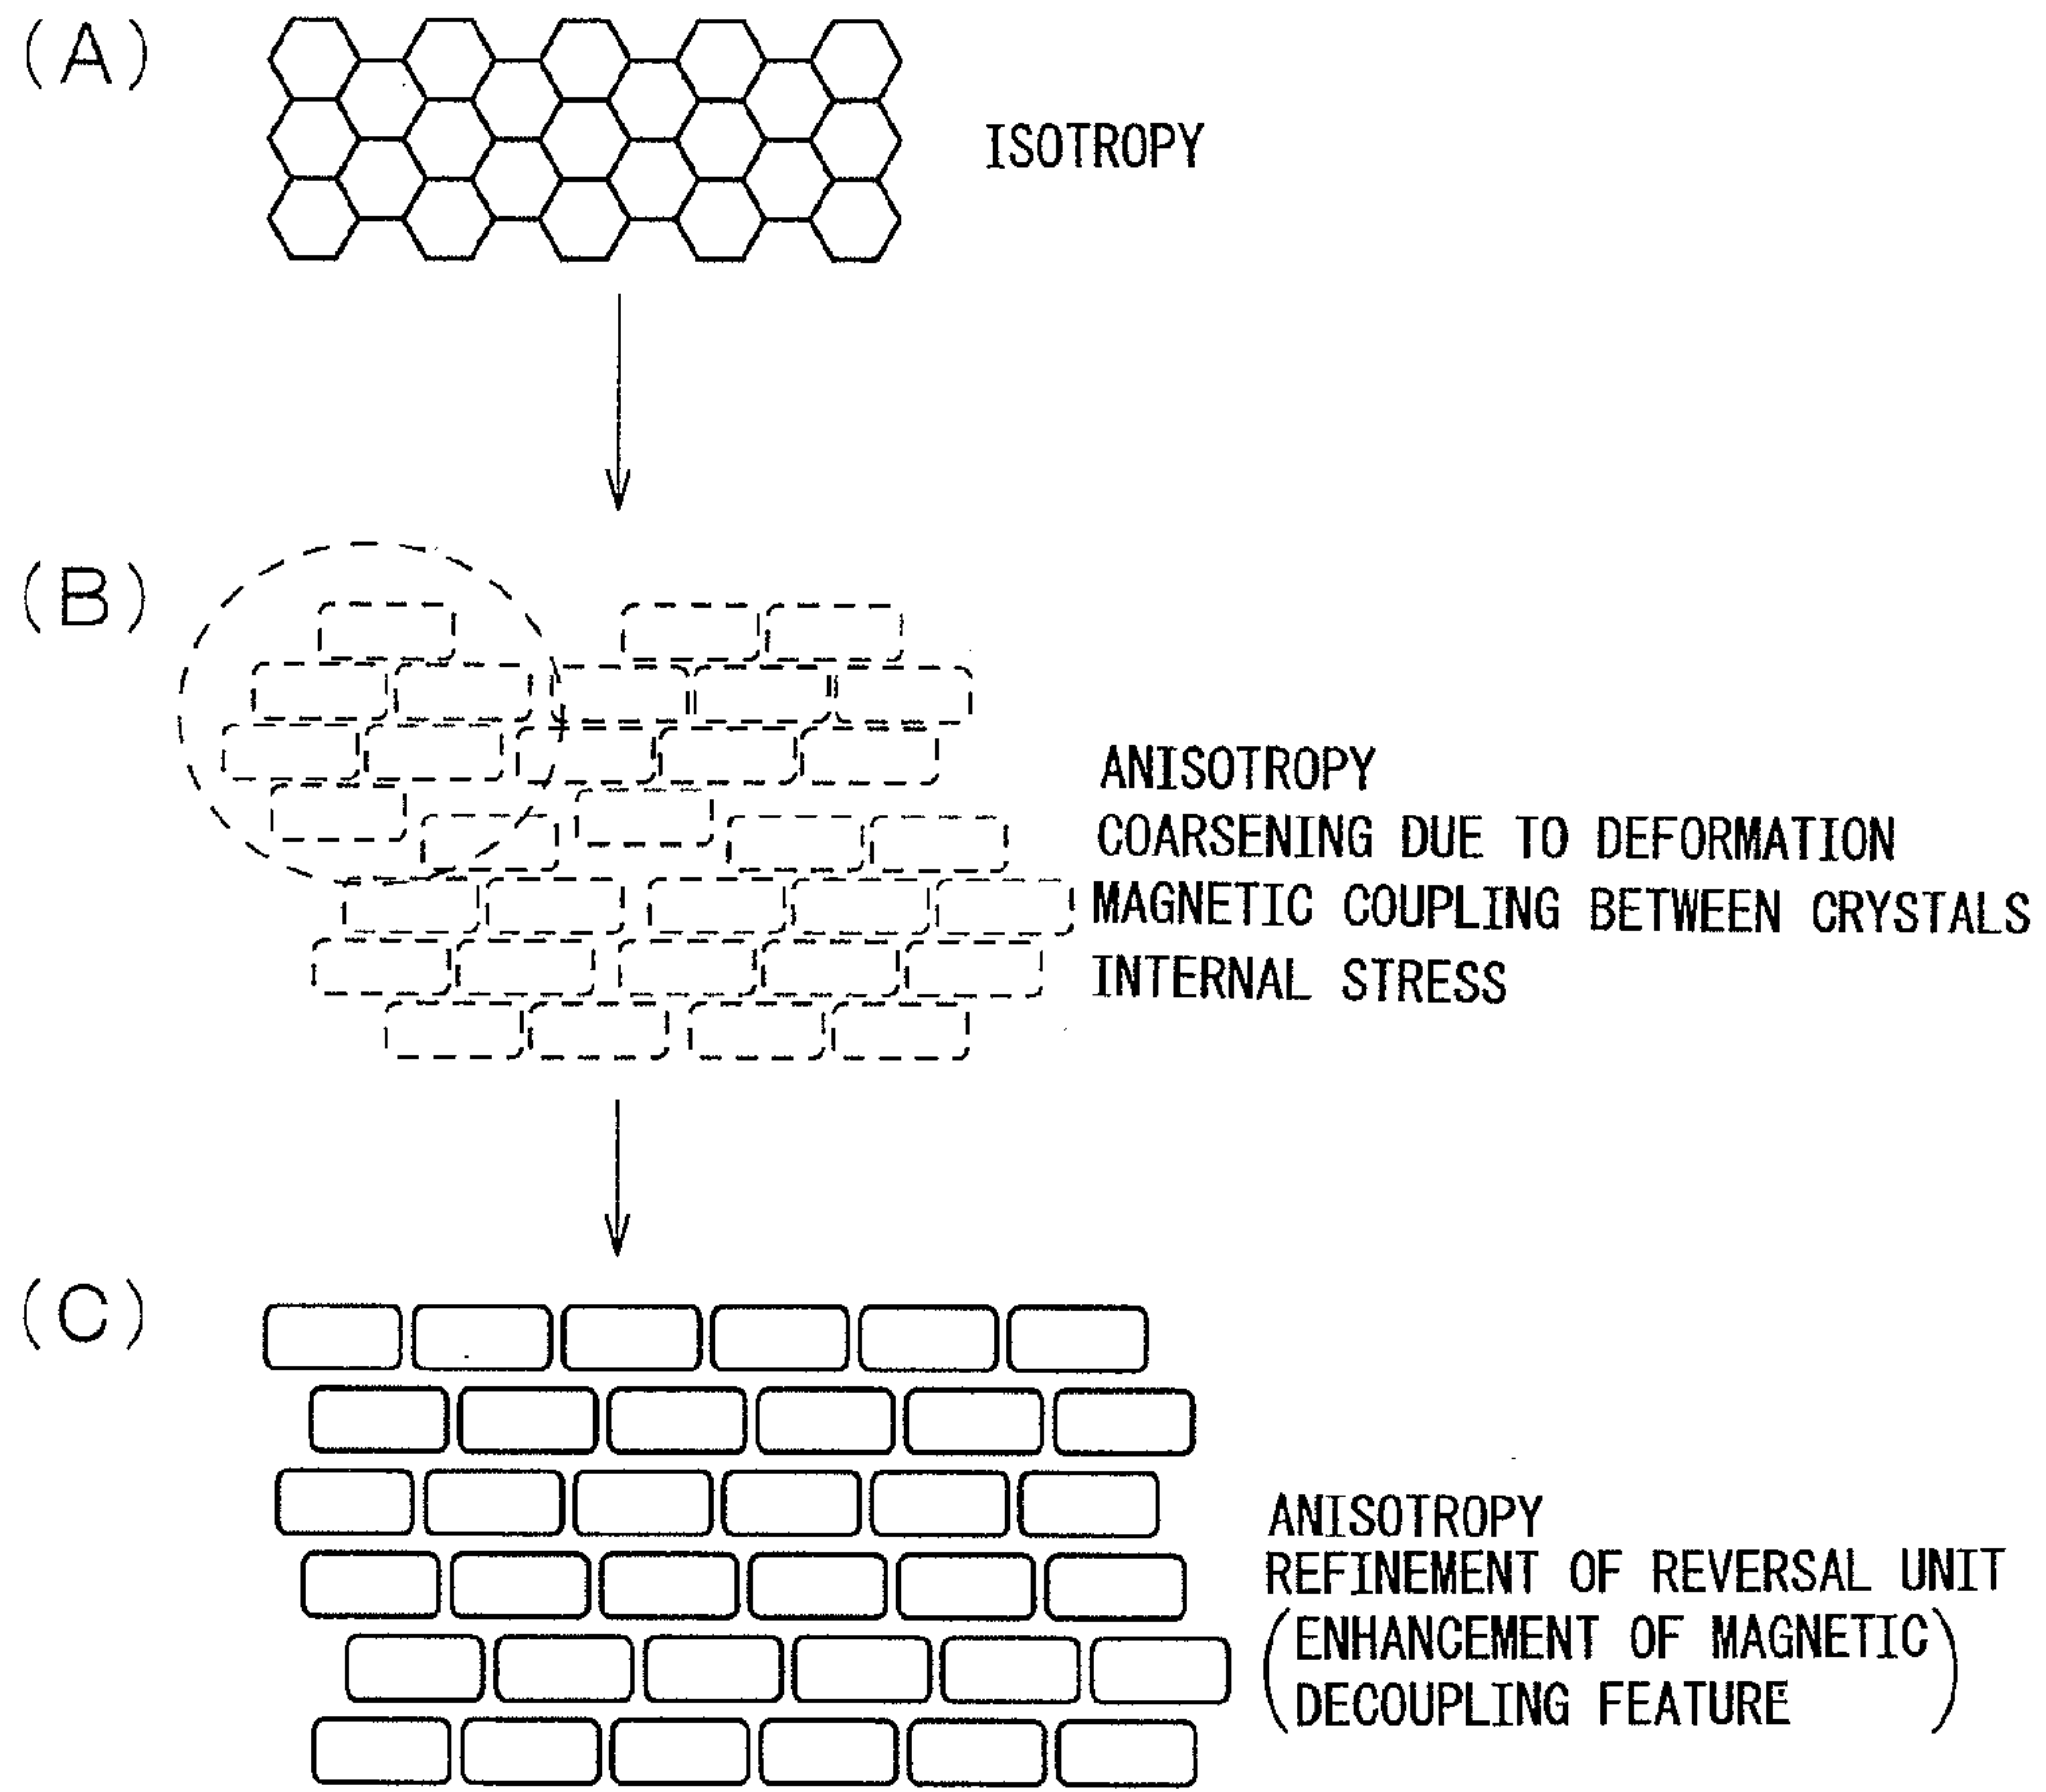 (A)
ISOTROPY
(B)
ANISOTROPY
COARSENING DUE TO DEFORMATION
MAGNETIC COUPLING BETWEEN CRYSTALS
INTERNAL STRESS
(C)
ANISOTROPY
REFINEMENT OF REVERSAL UNIT
(ENHANCEMENT OF MAGNETIC
DECOUPLING FEATURE)